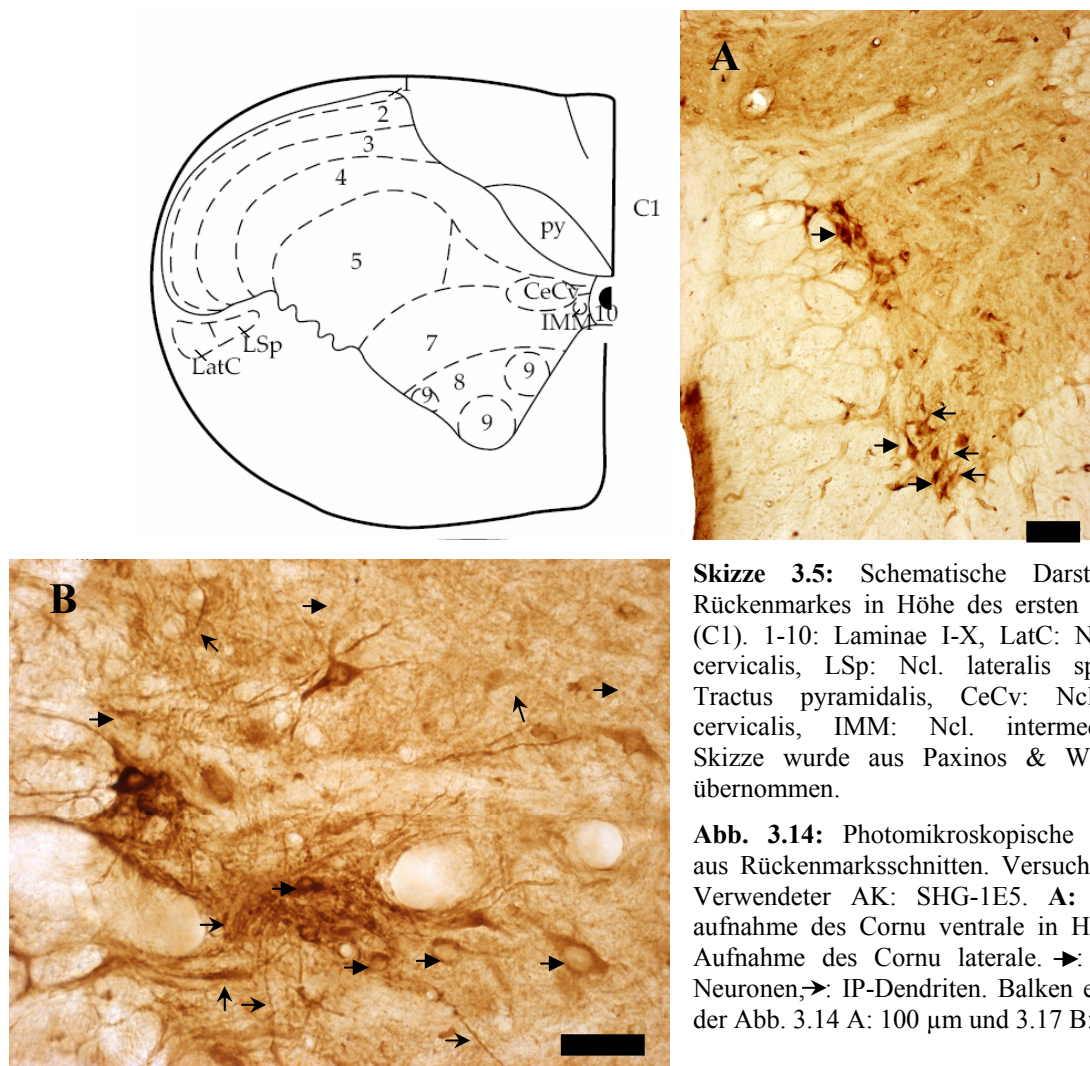 1
2
3
4
5
py
C1
CeCv
10
IMM
7
LSp
LatC
9
8
9
9
A
B
Skizze 3.5: Schematische Darst
Rückenmarkes in Höhe des ersten
(C1). 1-10: Laminae I-X, LatC: N
cervicalis, LSp: Ncl. lateralis sp
Tractus pyramidalis, CeCv: Ncl
cervicalis, IMM: Ncl. interme
Skizze wurde aus Paxinos & W
übernommen.
Abb. 3.14: Photomikroskopische
aus Rückenmarksschnitten. Versuch
Verwendeter AK: SHG-1E5. A:
aufnahme des Cornu ventrale in H
Aufnahme des Cornu laterale. ➛:
Neuronen,➛: IP-Dendriten. Balken e
der Abb. 3.14 A: 100 µm und 3.17 B: